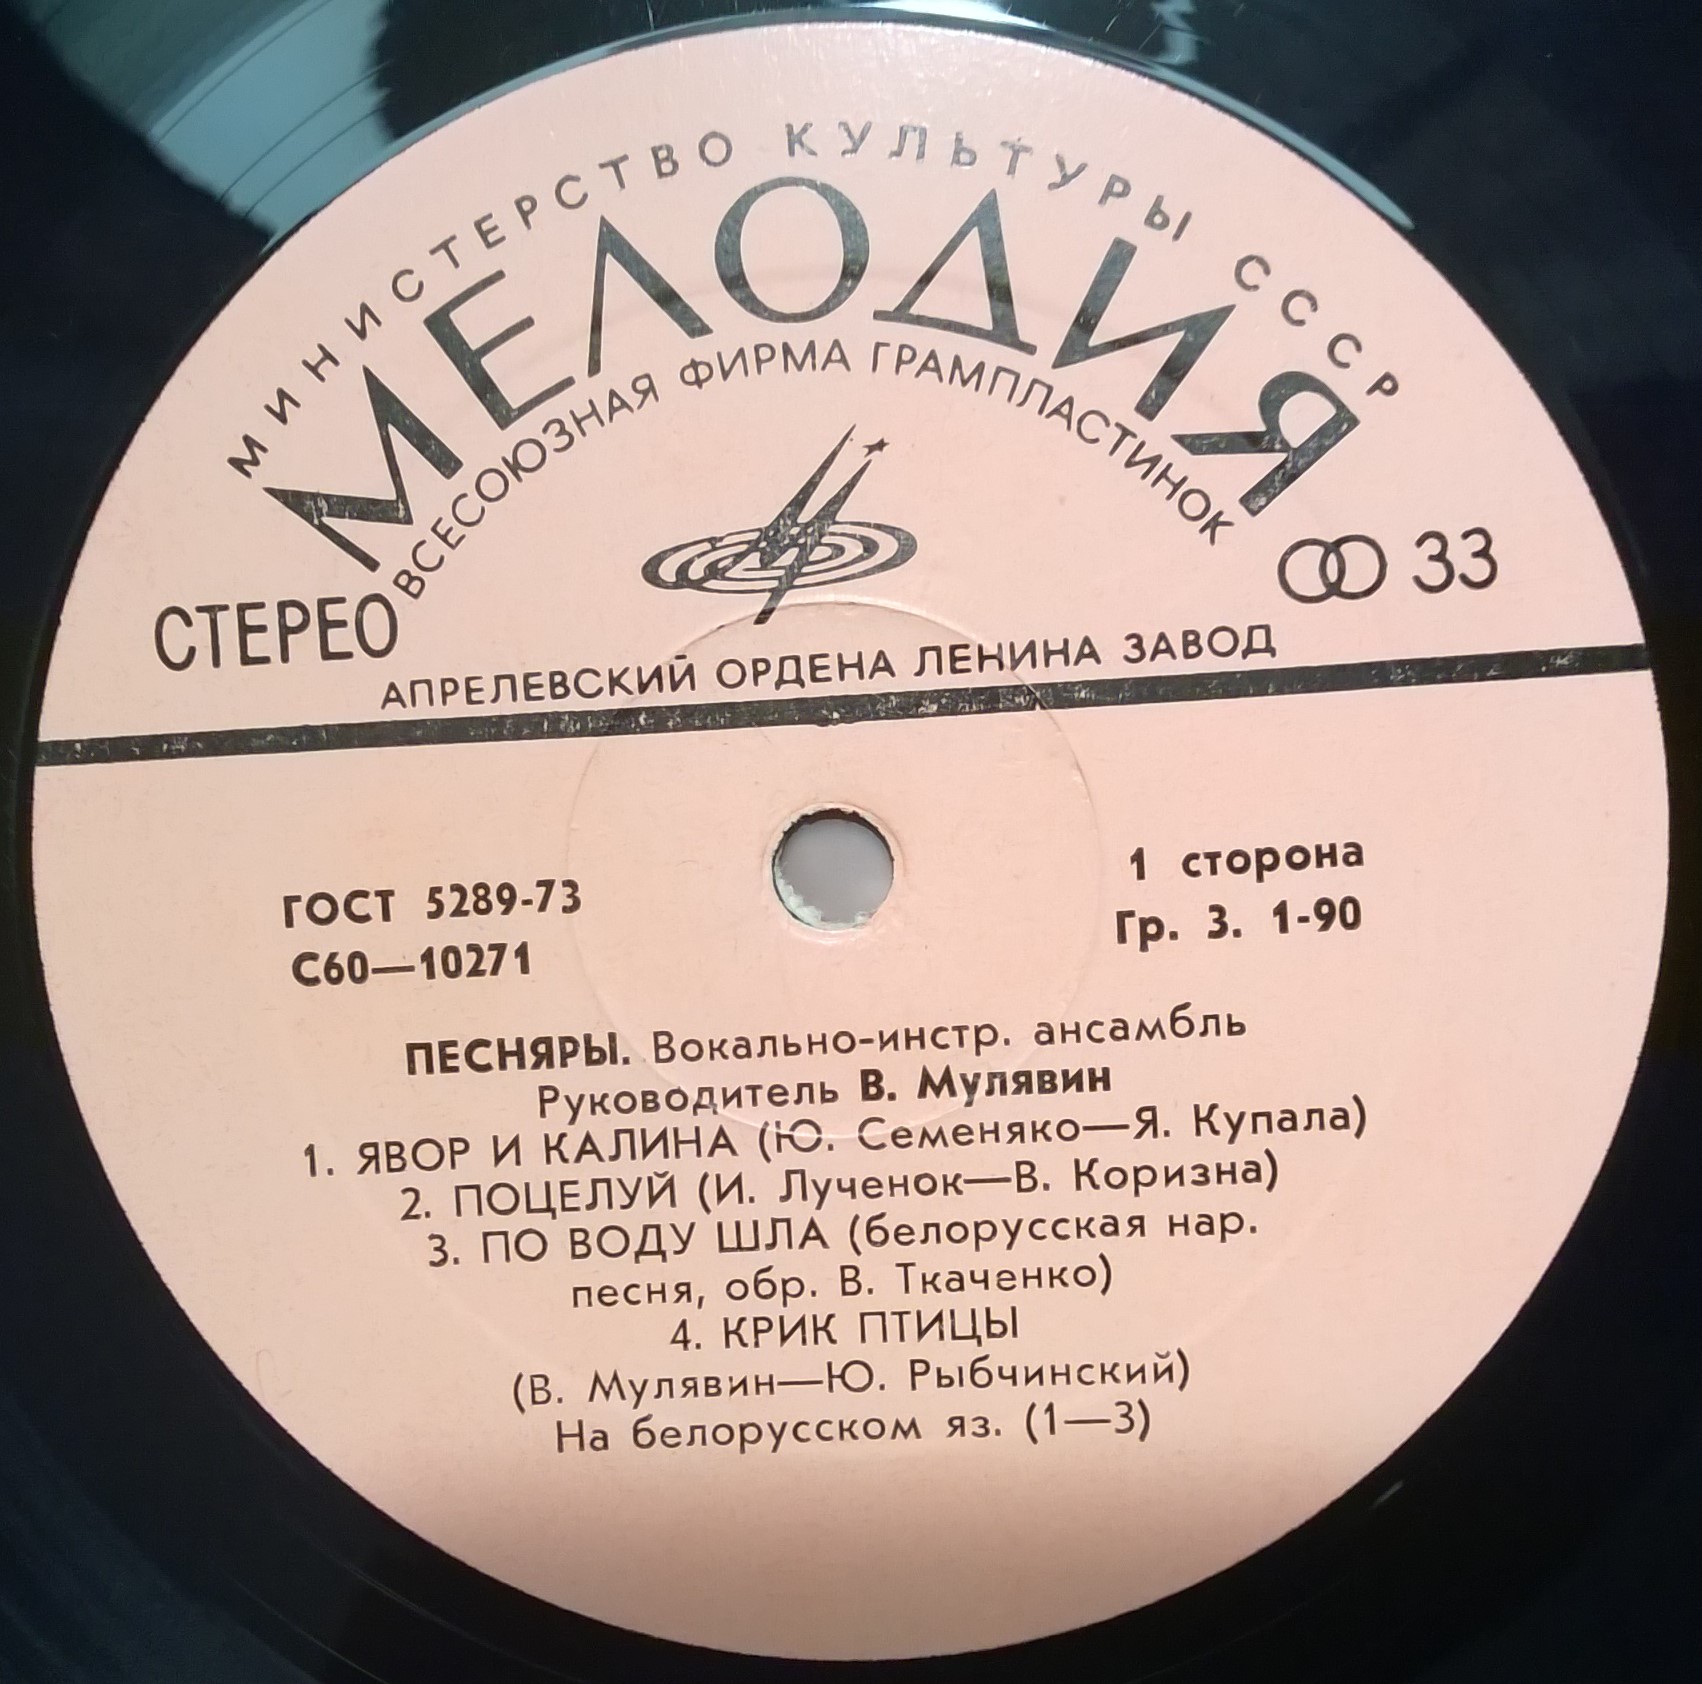 МИНИСТЕРСТВО КУЛЬТУРЫ СССР
МЕЛОДИЯ
ВСЕСОЮЗНАЯ ФИРМА ГРАМПЛАСТИНОК
СТЕРЕО
33
АПРЕЛЕВСКИЙ ОРДЕНА ЛЕНИНА ЗАВОД
ГОСТ 5289-73
1 сторона
С60—10271
Гр. 3. 1-90
ПЕСНЯРЫ. Вокально-инстр. ансамбль
Руководитель В. Мулявин
1. ЯВОР И КАЛИНА (Ю. Семеняко—Я. Купала)
2. ПОЦЕЛУЙ (И. Лученок—В. Коризна)
3. ПО ВОДУ ШЛА (белорусская нар.
песня, обр. В. Ткаченко)
4. КРИК ПТИЦЫ
(В. Мулявин—Ю. Рыбчинский)
На белорусском яз. (1—3)